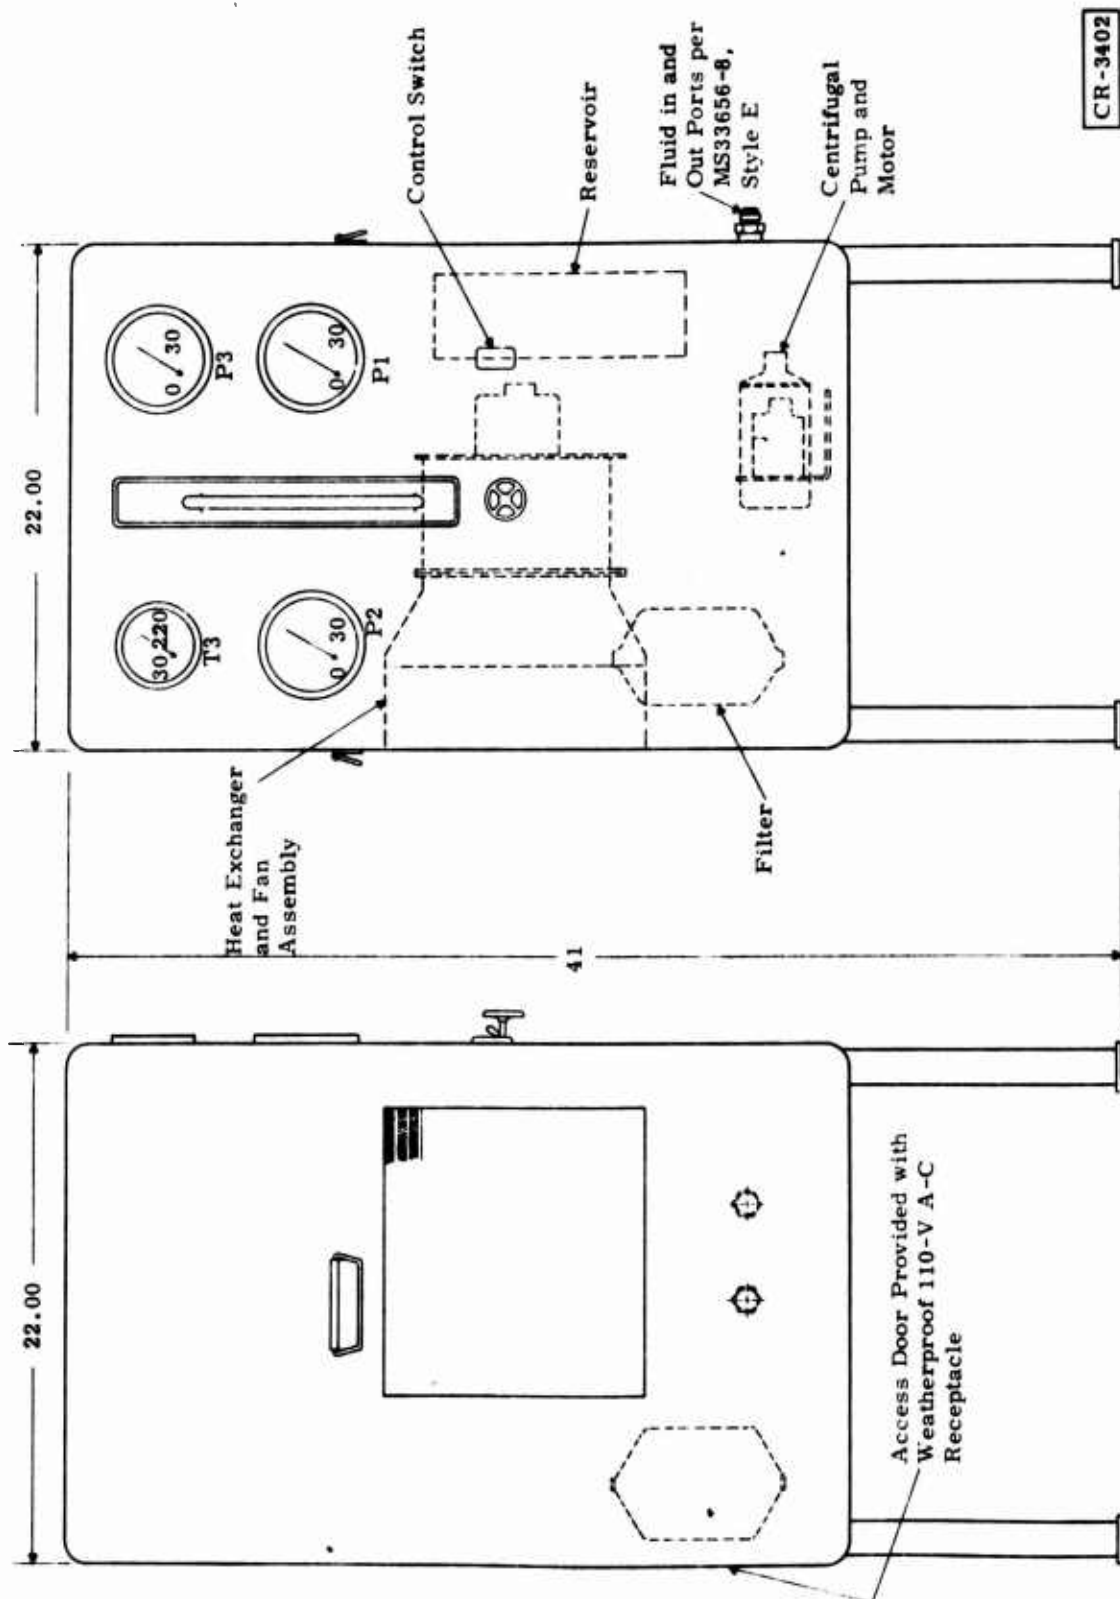 22.00
22.00
41
Heat Exchanger
and Fan
Assembly
30 220
T3
0 30
P2
0 30
P3
0 30
P1
Control Switch
Reservoir
Fluid in and
Out Ports per
MS33656-8,
Style E
Centrifugal
Pump and
Motor
Filter
Access Door Provided with
Weatherproof 110-V A-C
Receptacle
CR-3402